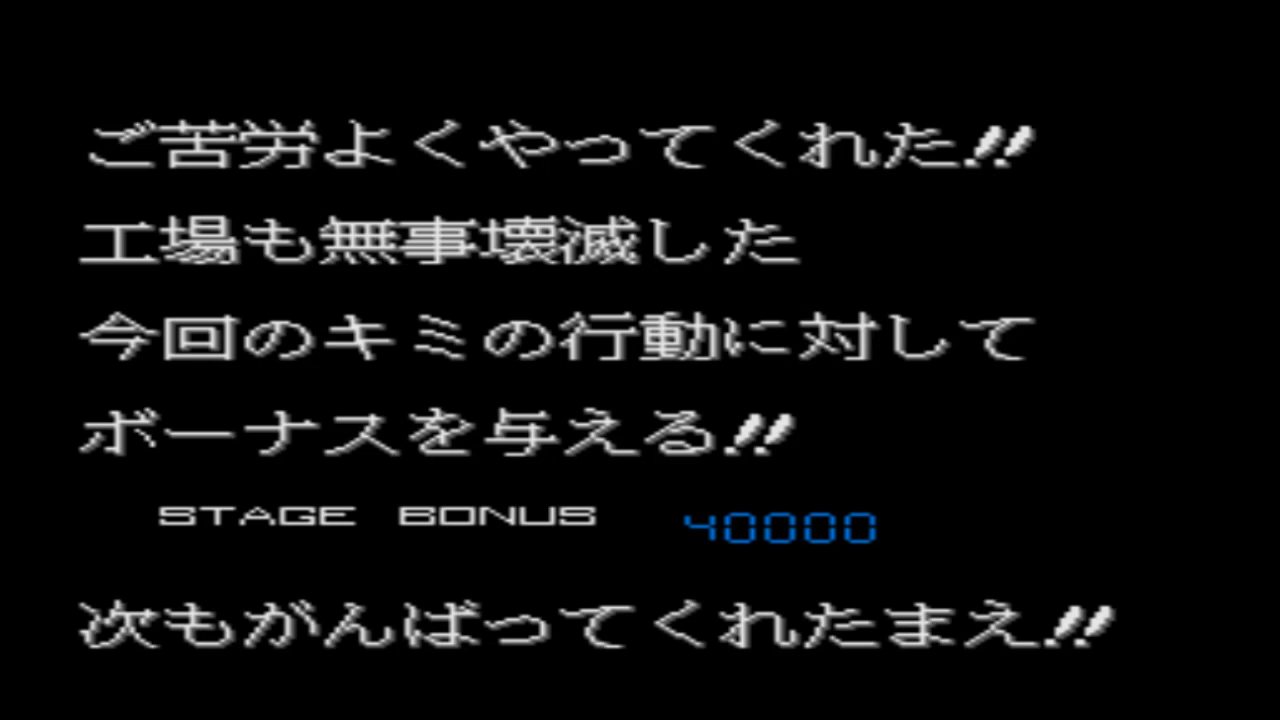 ご苦労よくやってくれた!!
工場も無事壊滅した
今回のキミの行動に対して
ボーナスを与える!!
STAGE BONUS 40000
次もがんばってくれたまえ!!